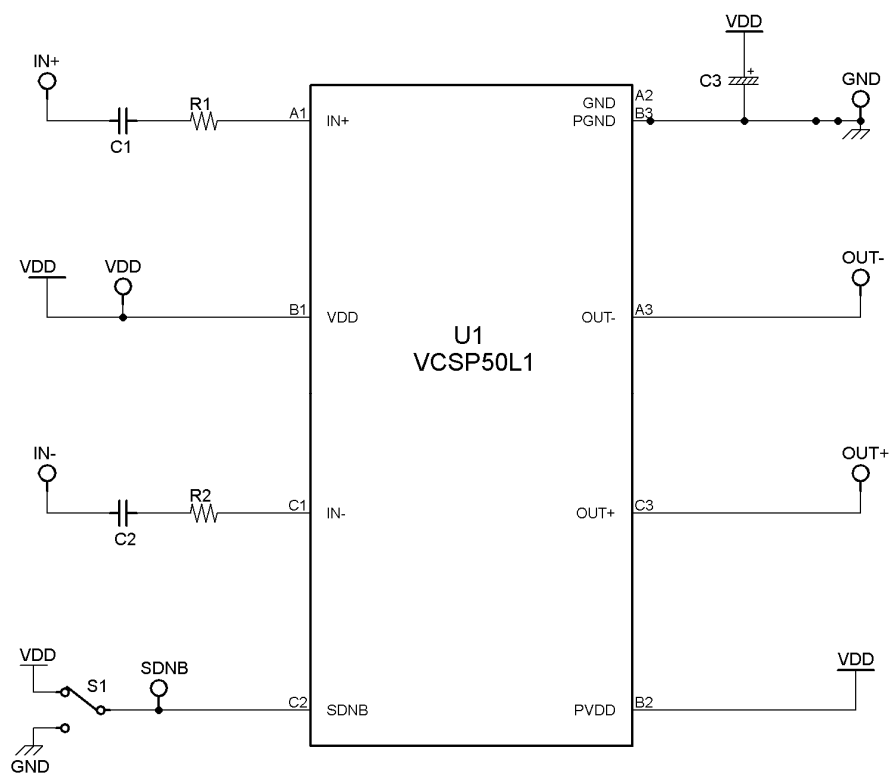 VDD
IN+
C3
+
GND
R1
A1
C1
IN+
GND
A2
PGND
B3
VDD
VDD
B1
VDD
U1
VCSP50L1
OUT-
A3
OUT-
IN-
R2
C1
C2
IN-
OUT+
C3
OUT+
VDD
S1
SDNB
C2
SDNB
PVDD
B2
VDD
GND